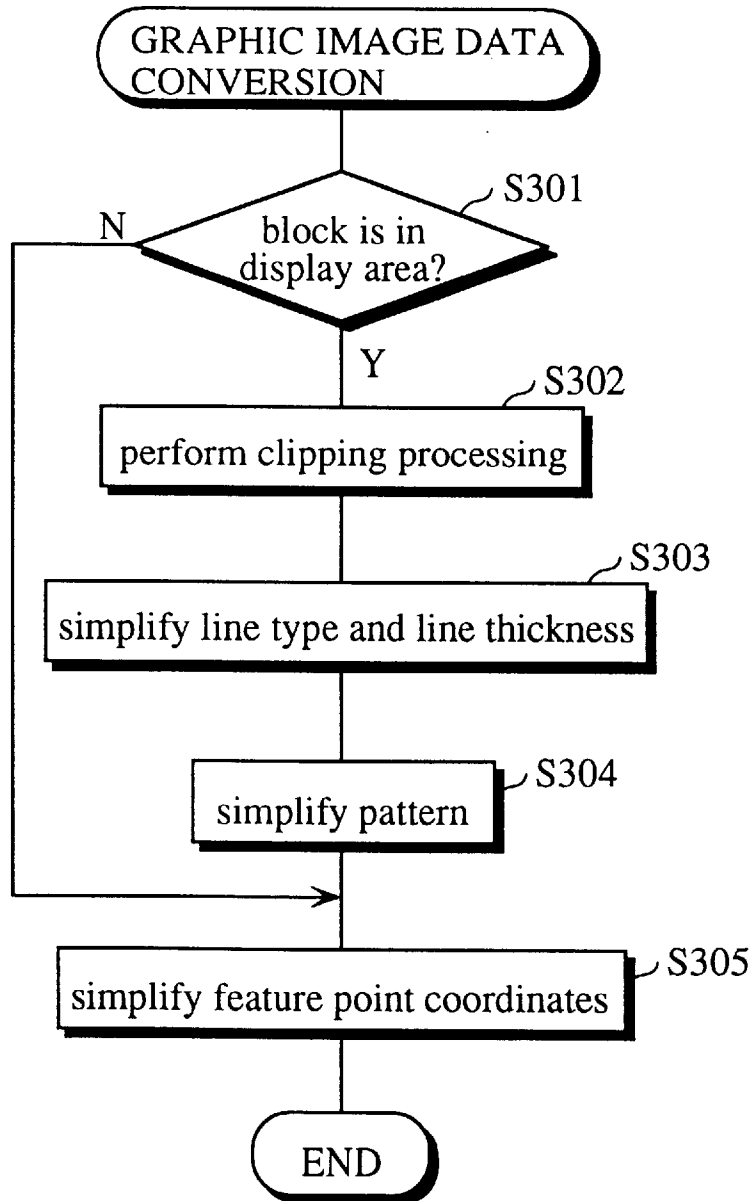 GRAPHIC IMAGE DATA
CONVERSION
S301
N
block is in
display area?
Y
S302
perform clipping processing
S303
simplify line type and line thickness
S304
simplify pattern
S305
simplify feature point coordinates
END